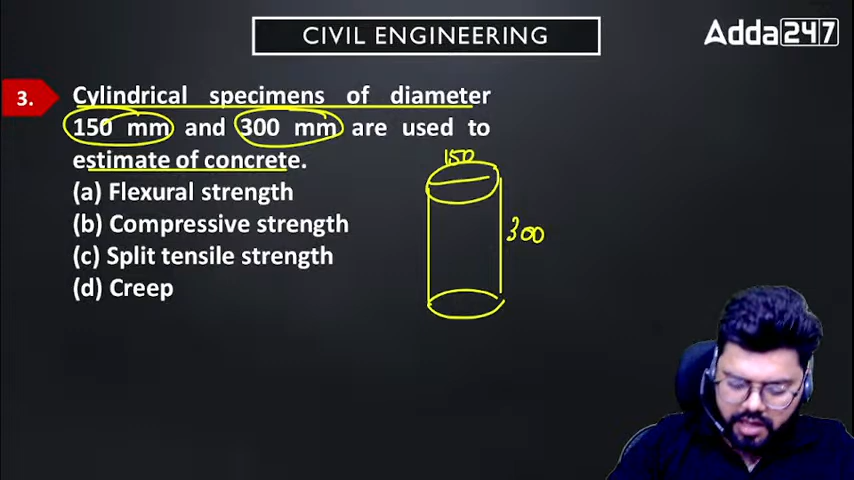 CIVIL ENGINEERING
Adda247
3.
Cylindrical specimens of diameter
150 mm and 300 mm are used to
estimate of concrete.
150
(a) Flexural strength
(b) Compressive strength
300
(c) Split tensile strength
(d) Creep